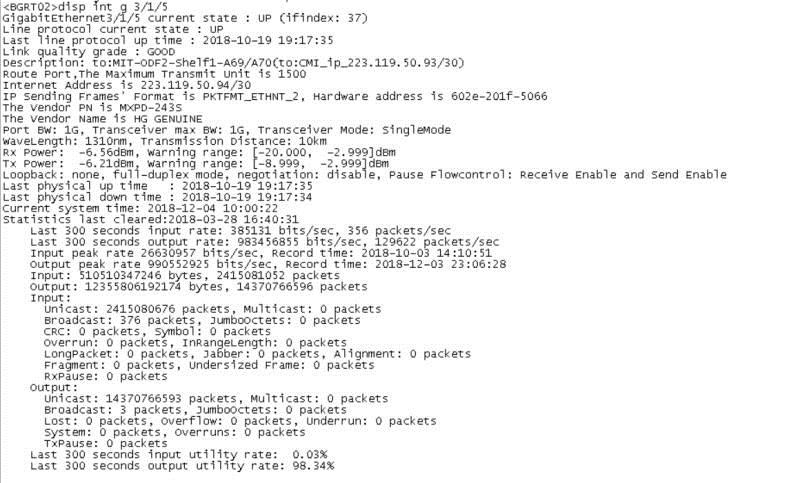 <BGRT02>disp int g 3/1/5
GigabitEthernet3/1/5 current state : UP (ifindex: 37)
Line protocol current state : UP
Last line protocol up time : 2018-10-19 19:17:35
Link quality grade : GOOD
Description: to:MIT-ODF2-Shelf1-A69/A70(to:CMI_ip_223.119.50.93/30)
Route Port,The Maximum Transmit Unit is 1500
Internet Address is 223.119.50.94/30
IP Sending Frames' Format is PKTFMT_ETHNT_2, Hardware address is 602e-201f-5066
The Vendor PN is MXPD-243S
The Vendor Name is HG GENUINE
Port BW: 1G, Transceiver max BW: 1G, Transceiver Mode: SingleMode
WaveLength: 1310nm, Transmission Distance: 10km
Rx Power:  -6.56dBm, Warning range: [-20.000,  -2.999]dBm
Tx Power:  -6.21dBm, Warning range: [-8.999,  -2.999]dBm
Loopback: none, full-duplex mode, negotiation: disable, Pause Flowcontrol: Receive Enable and Send Enable
Last physical up time   : 2018-10-19 19:17:35
Last physical down time : 2018-10-19 19:17:34
Current system time: 2018-12-04 10:00:22
Statistics last cleared:2018-03-28 16:40:31
Last 300 seconds input rate: 385131 bits/sec, 356 packets/sec
Last 300 seconds output rate: 983456855 bits/sec, 129622 packets/sec
Input peak rate 26630957 bits/sec, Record time: 2018-10-03 14:10:51
Output peak rate 990552925 bits/sec, Record time: 2018-12-03 23:06:28
Input: 510510347246 bytes, 2415081052 packets
Output: 12355806192174 bytes, 14370766596 packets
Input:
Unicast: 2415080676 packets, Multicast: 0 packets
Broadcast: 376 packets, JumboOctets: 0 packets
CRC: 0 packets, Symbol: 0 packets
Overrun: 0 packets, InRangeLength: 0 packets
LongPacket: 0 packets, Jabber: 0 packets, Alignment: 0 packets
Fragment: 0 packets, Undersized Frame: 0 packets
RxPause: 0 packets
Output:
Unicast: 14370766593 packets, Multicast: 0 packets
Broadcast: 3 packets, JumboOctets: 0 packets
Lost: 0 packets, Overflow: 0 packets, Underrun: 0 packets
System: 0 packets, Overruns: 0 packets
TxPause: 0 packets
Last 300 seconds input utility rate:  0.03%
Last 300 seconds output utility rate: 98.34%